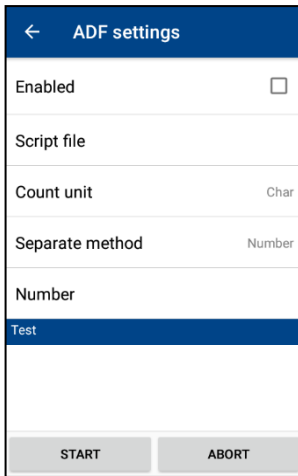 ADF settings
Enabled
Script file
Count unit Char
Separate method Number
Number
Test
START ABORT